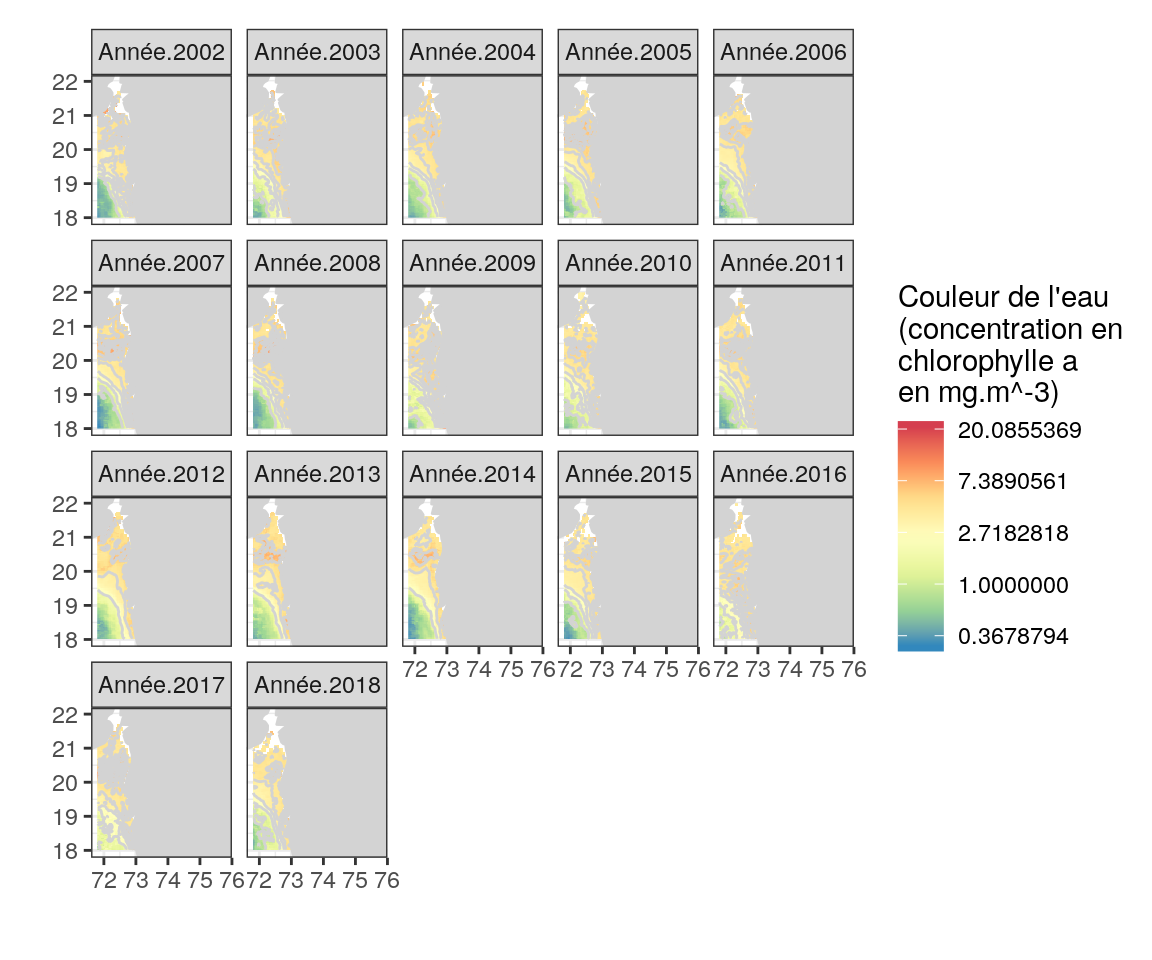 Année.2002 Année.2003 Année.2004 Année.2005 Année.2006
22
21
20
19
18
Année.2007 Année.2008 Année.2009 Année.2010 Année.2011
22
21
20
19
18
Année.2012 Année.2013 Année.2014 Année.2015 Année.2016
22
21
20
19
18
72 73 74 75 76 72 73 74 75 76 72 73 74 75 76
Année.2017 Année.2018
22
21
20
19
18
72 73 74 75 76 72 73 74 75 76
Couleur de l'eau
(concentration en
chlorophylle a
en mg.m^-3)
20.0855369
7.3890561
2.7182818
1.0000000
0.3678794